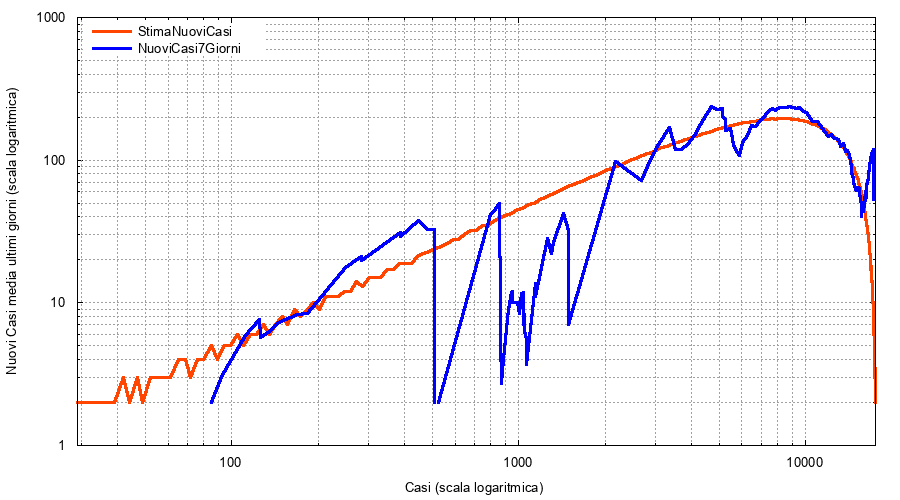 1000
StimaNuoviCasi
NuoviCasi7Giorni
Nuovi Casi media ultimi giorni (scala logaritmica)
100
10
1
100
1000
10000
Casi (scala logaritmica)